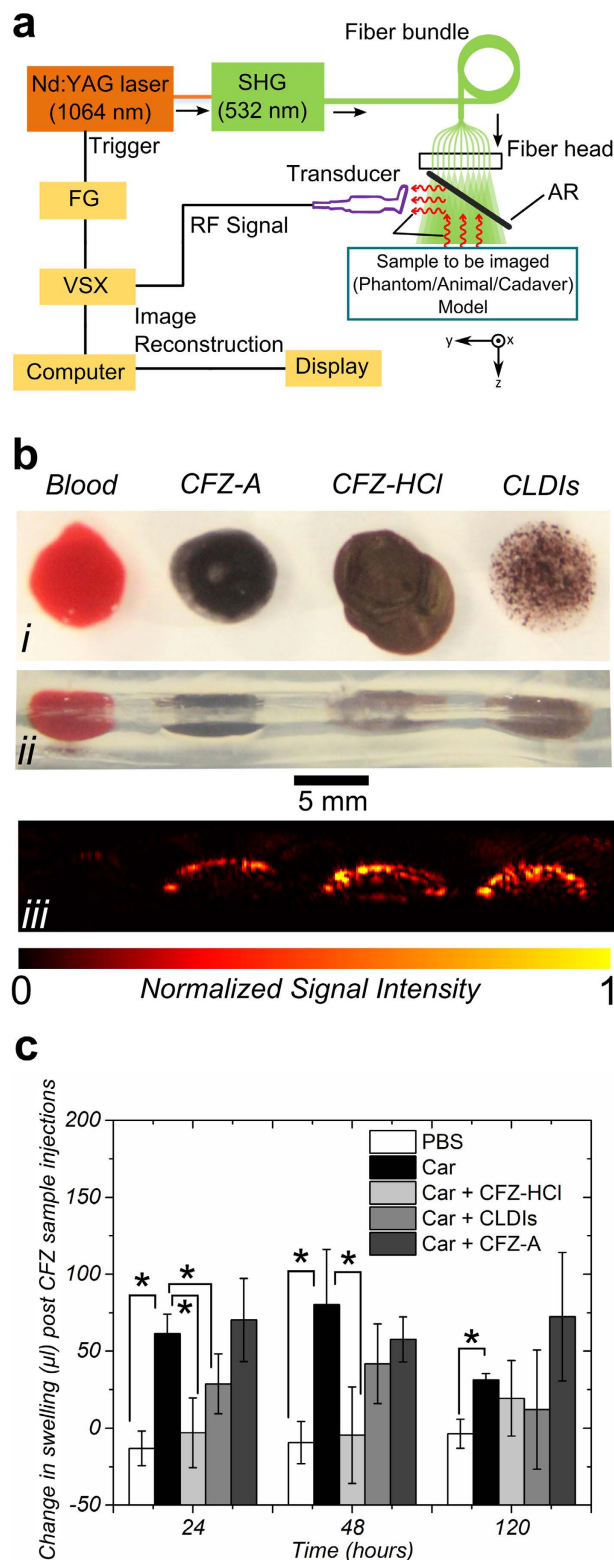 a
Fiber bundle
Nd:YAG laser
(1064 nm)
SHG
(532 nm)
Trigger
Transducer
Fiber head
AR
FG
RF Signal
VSX
Sample to be imaged
(Phantom/Animal/Cadaver)
Model
Image
Reconstruction
Computer
Display
y
x
z
b
Blood CFZ-A CFZ-HCl CLDIs
i
ii
5 mm
iii
0 Normalized Signal Intensity 1
c
Change in swelling (µl) post CFZ sample injections
200
150
100
50
0
-50
PBS
Car
Car + CFZ-HCl
Car + CLDIs
Car + CFZ-A
* * *
* *
*
24 48 120
Time (hours)